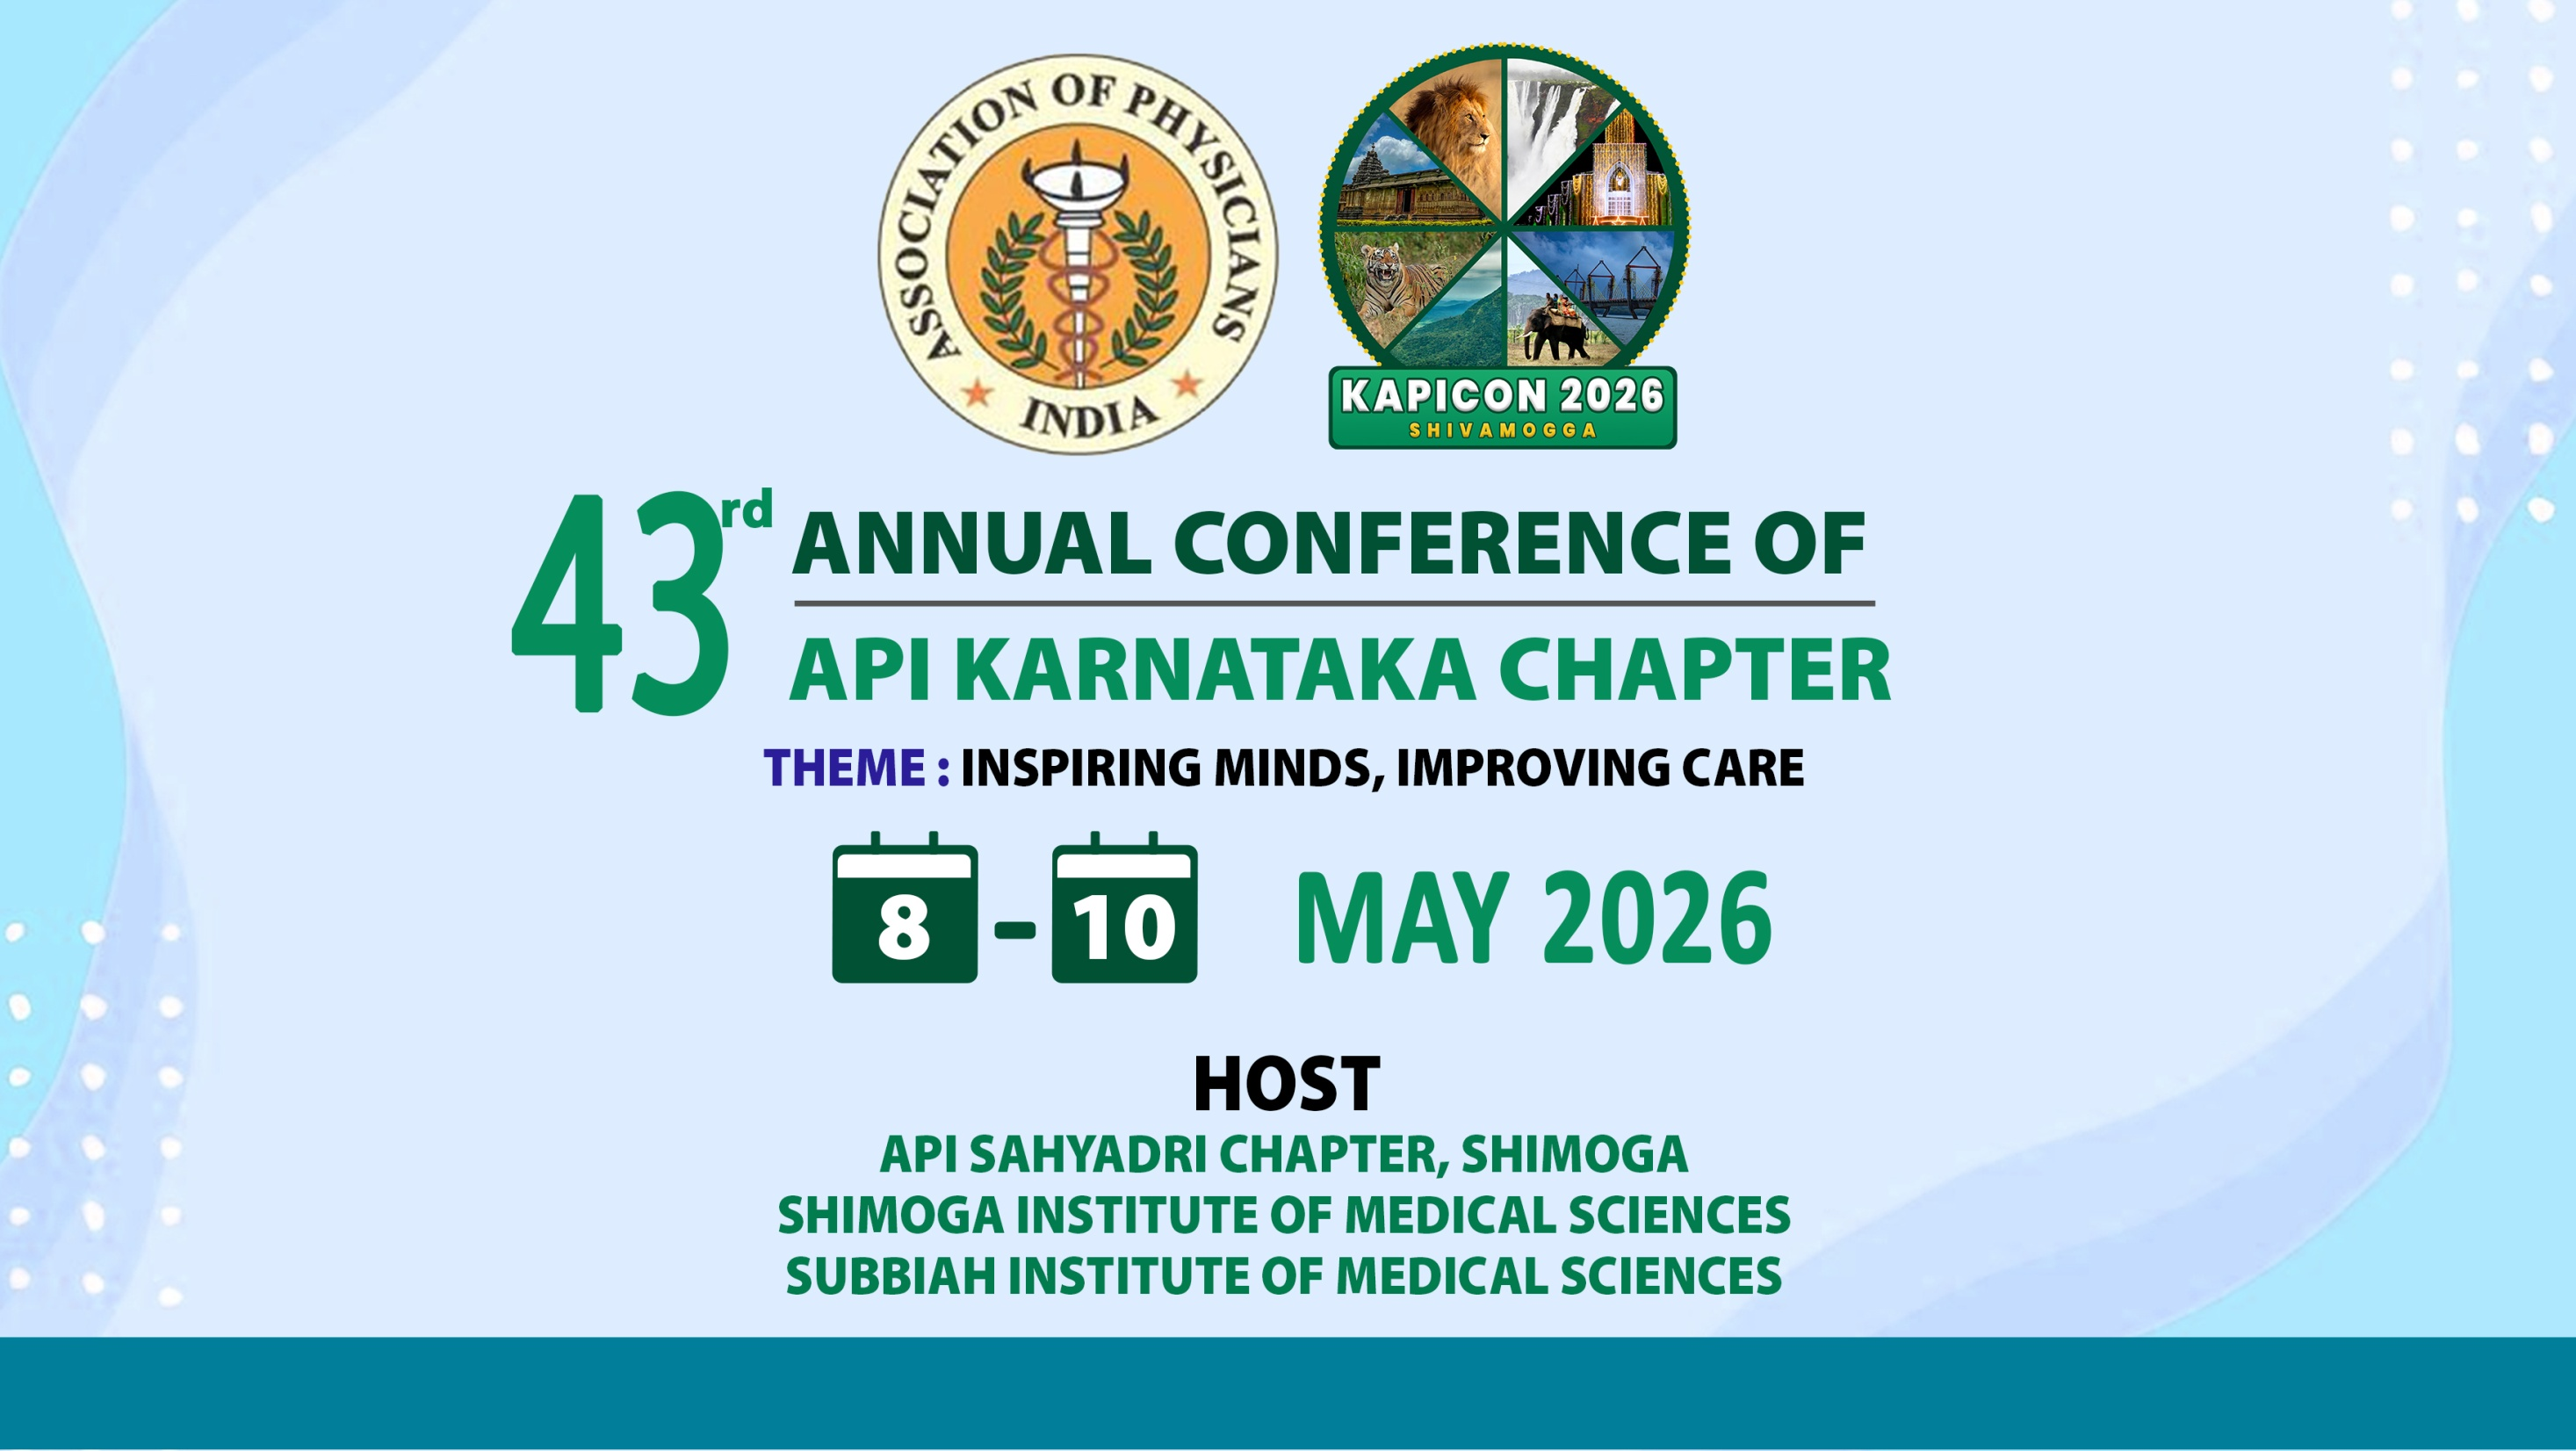 ASSOCIATION OF PHYSICIANS
INDIA
KAPICON 2026
SHIVAMOGGA
43rd ANNUAL CONFERENCE OF
API KARNATAKA CHAPTER
THEME : INSPIRING MINDS, IMPROVING CARE
8 - 10 MAY 2026
HOST
API SAHYADRI CHAPTER, SHIMOGA
SHIMOGA INSTITUTE OF MEDICAL SCIENCES
SUBBIAH INSTITUTE OF MEDICAL SCIENCES